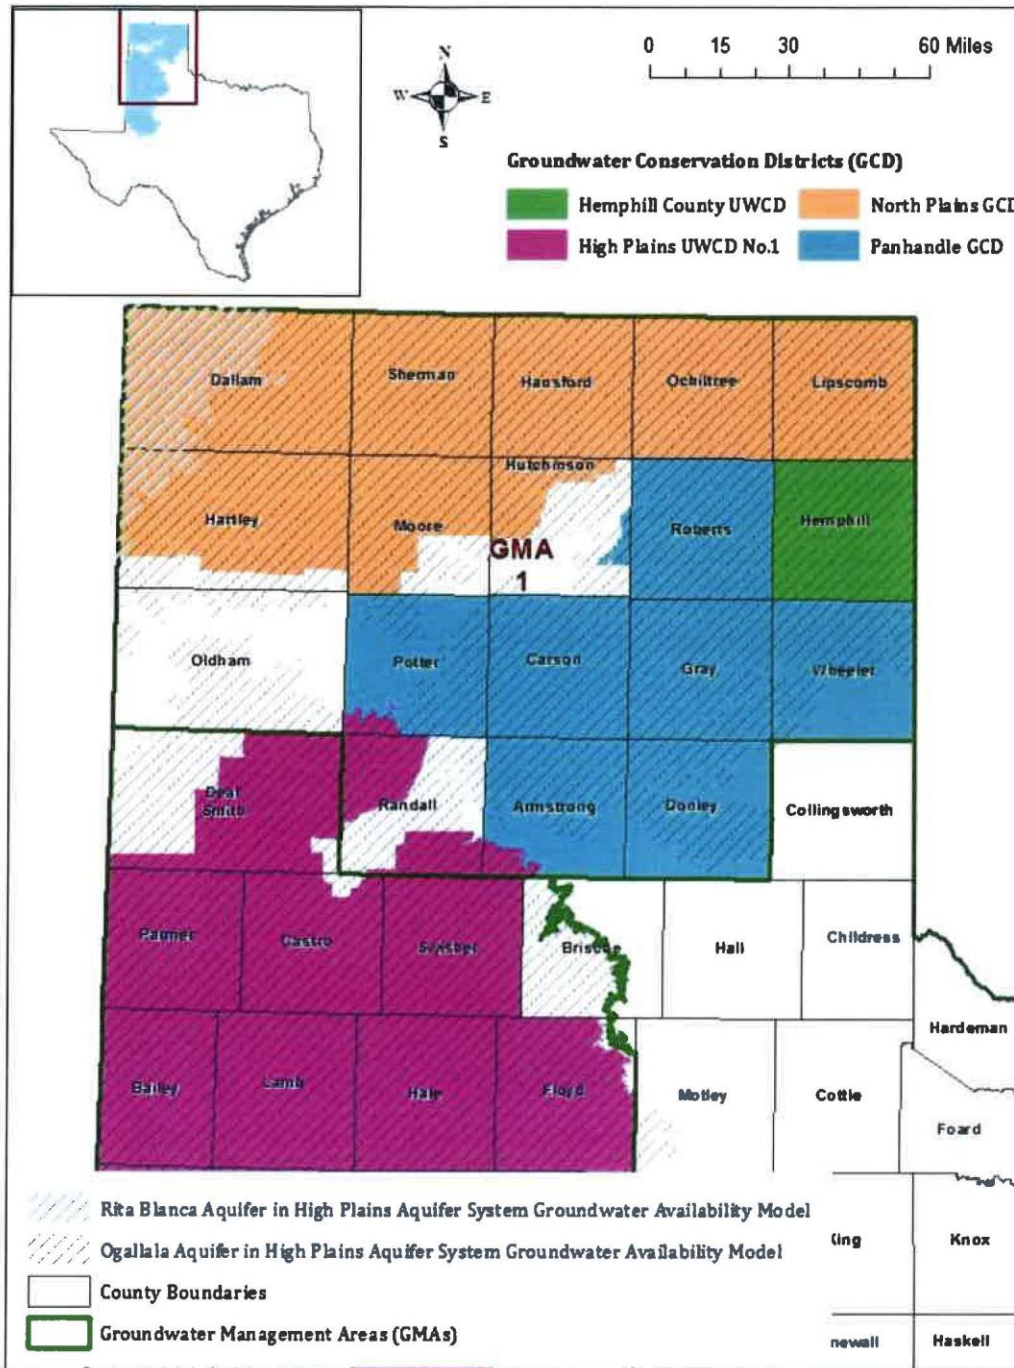 0 15 30 60 Miles
N
W E
S
Groundwater Conservation Districts (GCD)
Hemphill County UWCD North Plains GCD
High Plains UWCD No.1 Panhandle GCD
Dallam Sherman Hansford Ochiltree Lipscomb
Hutchinson
Hartley Moore Roberts Hemphill
GMA
1
Oldham Potter Carson Gray Wheeler
Deaf
Smith Randall Armstrong Donley Collingsworth
Parmer Castro Swisher Briscoe Hall Childress
Hardeman
Bailey Lamb Hale Floyd Motley Cottle
Foard
Rita Blanca Aquifer in High Plains Aquifer System Groundwater Availability Model
Ogallala Aquifer in High Plains Aquifer System Groundwater Availability Model
King Knox
County Boundaries
Groundwater Management Areas (GMAs)
newall Haskell